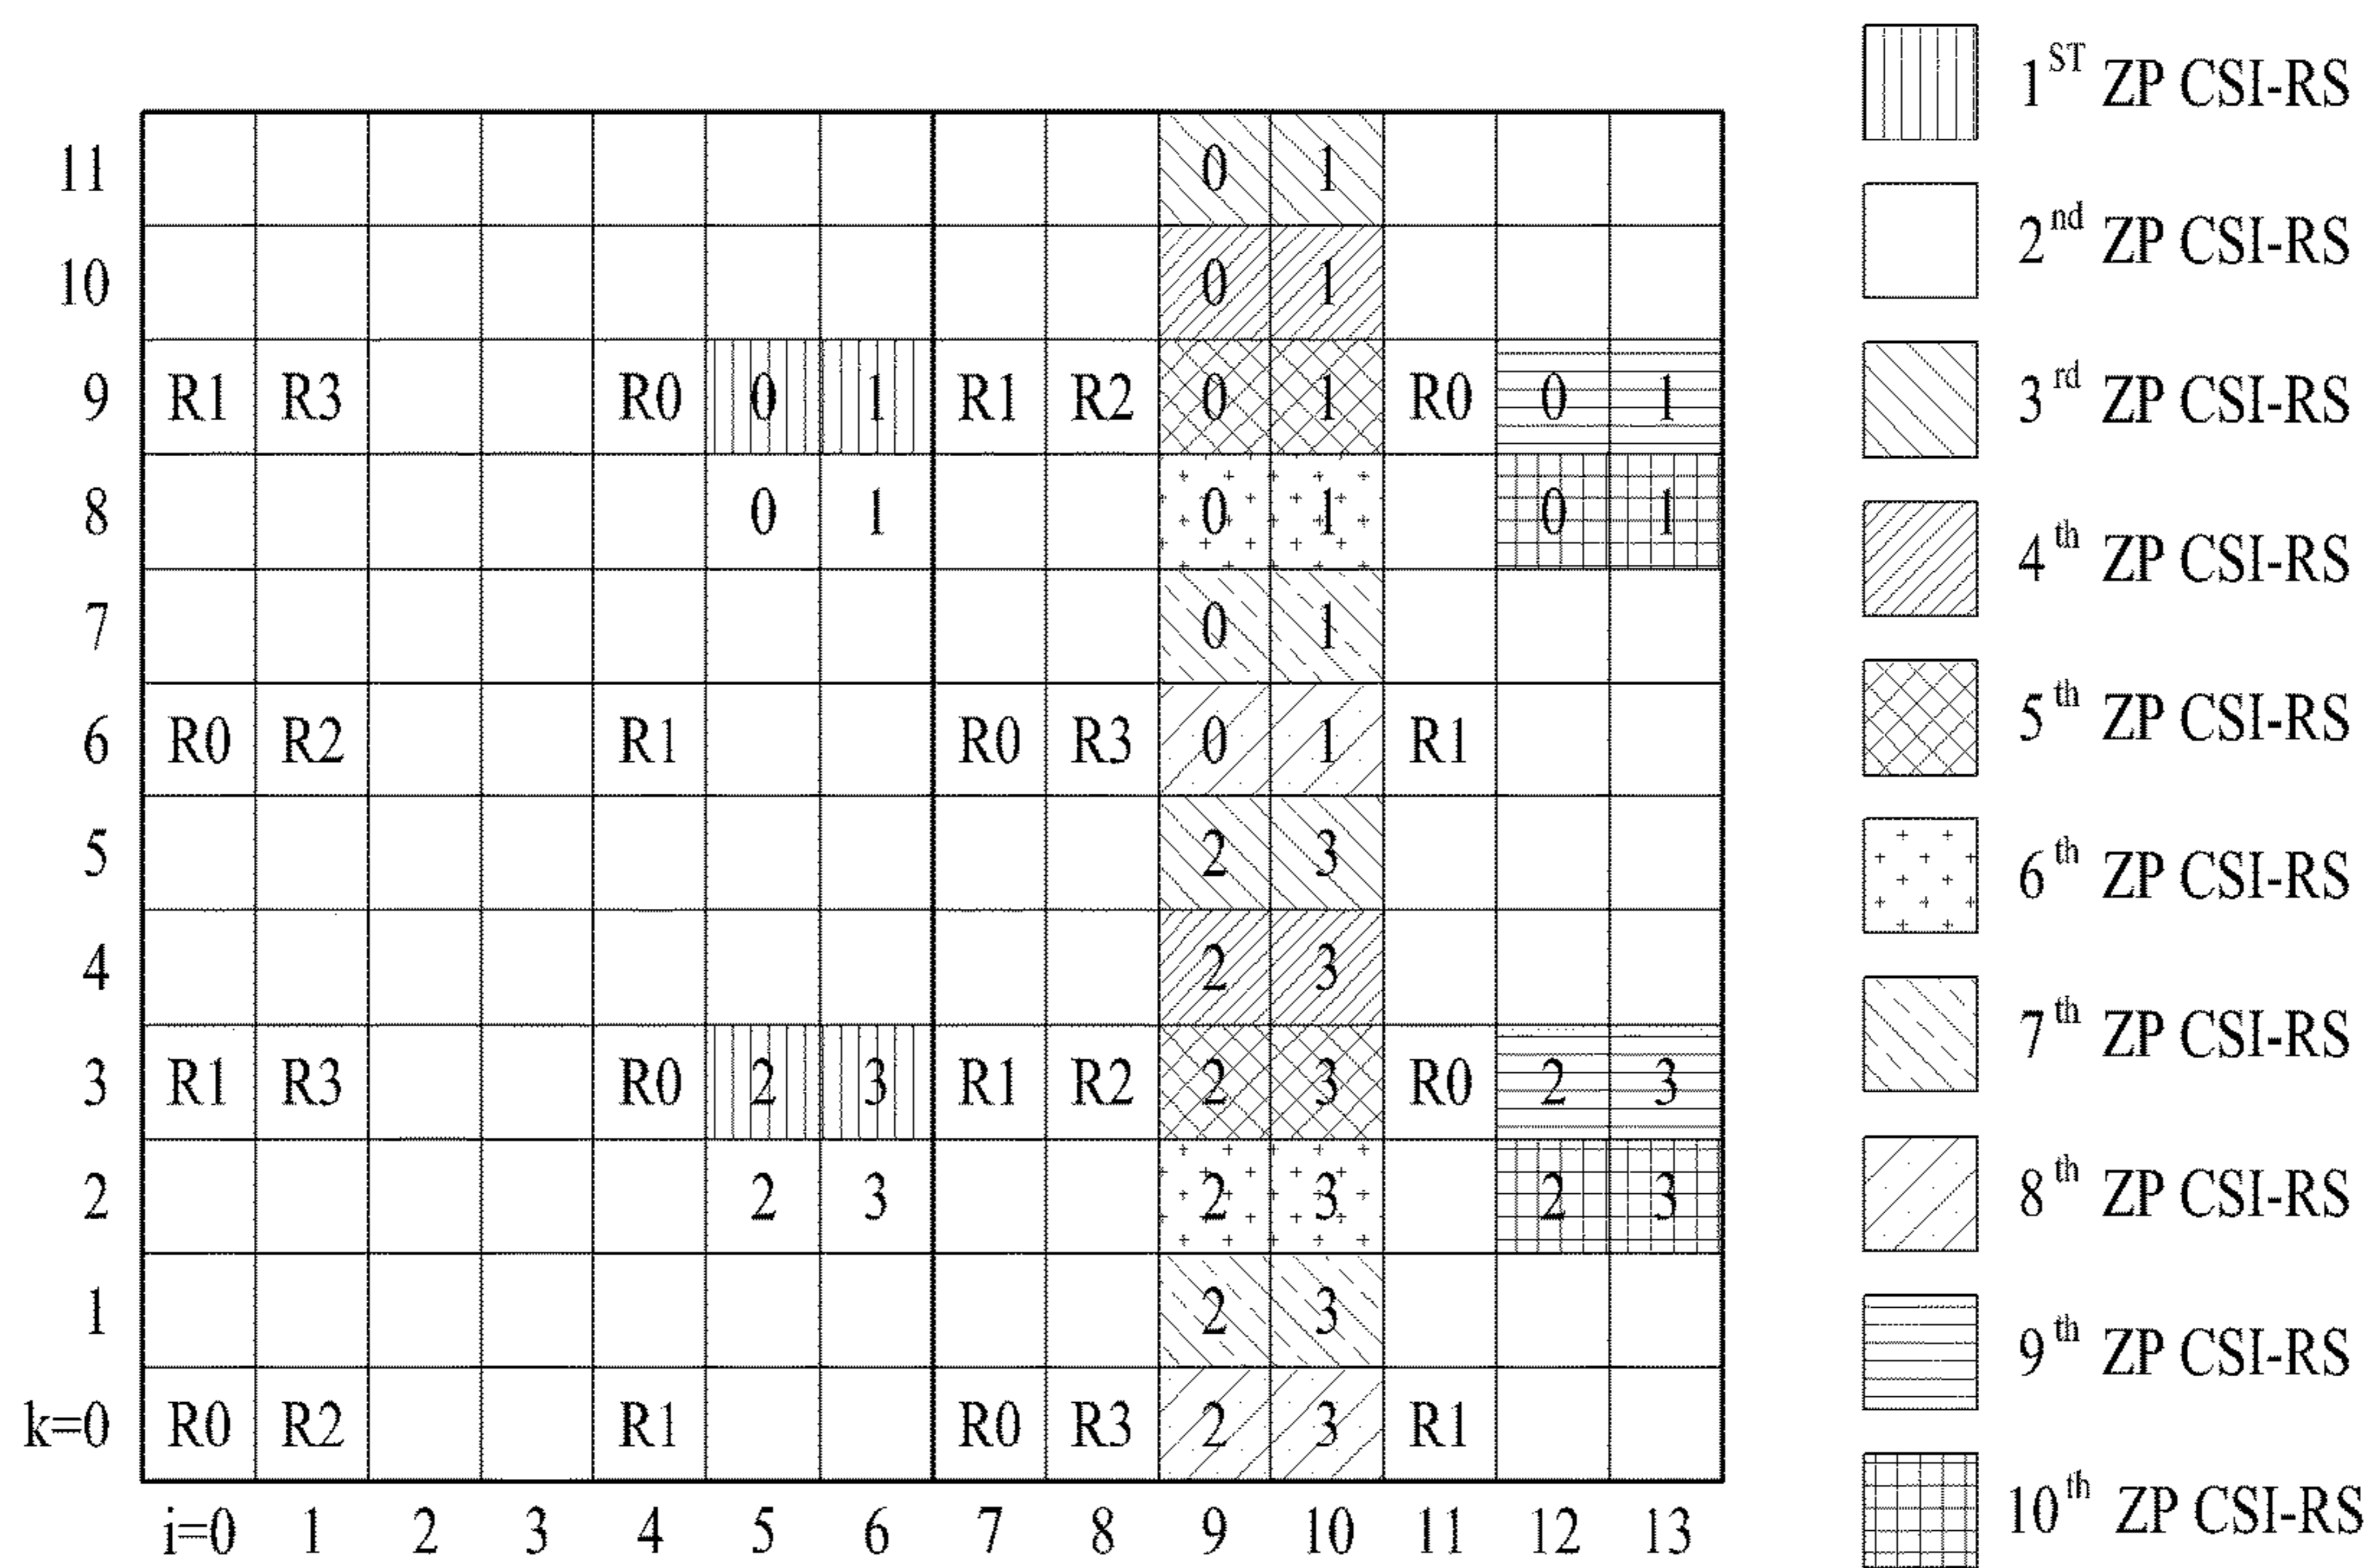 11 0 1
10 0 1
9 R1 R3 R0 0 1 R1 R2 0 1 R0 0 1
8 0 1 0 1 0 1
7 0 1
6 R0 R2 R1 R0 R3 0 1 R1
5 2 3
4 2 3
3 R1 R3 R0 2 3 R1 R2 2 3 R0 2 3
2 2 3 2 3 2 3
1 2 3
k=0 R0 R2 R1 R0 R3 2 3 R1
i=0 1 2 3 4 5 6 7 8 9 10 11 12 13
1ST ZP CSI-RS
2nd ZP CSI-RS
3rd ZP CSI-RS
4th ZP CSI-RS
5th ZP CSI-RS
6th ZP CSI-RS
7th ZP CSI-RS
8th ZP CSI-RS
9th ZP CSI-RS
10th ZP CSI-RS